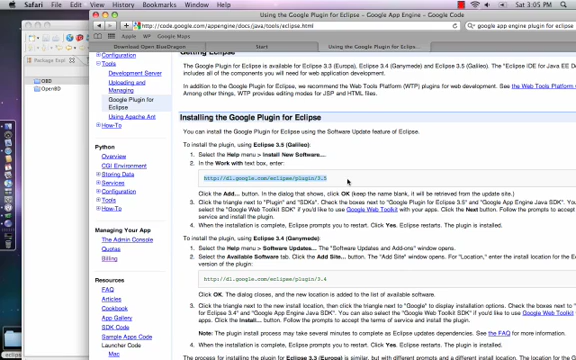 Safari File Edit View History Bookmarks Window Help
Sat 3:05 PM
Using the Google Plugin for Eclipse – Google App Engine – Google Code
http://code.google.com/appengine/docs/java/tools/eclipse.html
google app engine plugin for eclipse
Apple Google Maps
Download Open BlueDragon
Start
Using the Google Plugin for Eclips...
Package Expl
OBD
OpenBD
Configuration
Tools
Development Server
Uploading and
Managing
Google Plugin for
Eclipse
Using Apache Ant
How-To
Python
Overview
CGI Environment
Storing Data
Services
Configuration
Tools
How-To
Managing Your App
The Admin Console
Quotas
Billing
Resources
FAQ
Articles
Cookbook
App Gallery
SDK Code
Sample Apps Code
Launcher Code
Mac
Getting Eclipse
The Google Plugin for Eclipse is available for Eclipse 3.3 (Europa), Eclipse 3.4 (Ganymede) and Eclipse 3.5 (Galileo). The "Eclipse IDE for Java EE De
includes all of the components you will need for web application development.
In addition to the Google Plugin for Eclipse, we recommend the Web Tools Platform (WTP) plugins for web development. See the Web Tools Platform
Among other things, WTP provides editing modes for JSP and HTML files.
Installing the Google Plugin for Eclipse
You can install the Google Plugin for Eclipse using the Software Update feature of Eclipse.
To install the plugin, using Eclipse 3.5 (Galileo):
1. Select the Help menu > Install New Software...
2. In the Work with text box, enter:
http://dl.google.com/eclipse/plugin/3.5
Click the Add... button. In the dialog that shows, click OK (keep the name blank, it will be retrieved from the update site.)
3. Click the triangle next to "Plugin" and "SDKs". Check the boxes next to "Google Plugin for Eclipse 3.5" and "Google App Engine Java SDK". You can
select the "Google Web Toolkit SDK" if you'd like to use Google Web Toolkit with your apps. Click the Next button. Follow the prompts to accept
service and install the plugin.
4. When the installation is complete, Eclipse prompts you to restart. Click Yes. Eclipse restarts. The plugin is installed.
To install the plugin, using Eclipse 3.4 (Ganymede):
1. Select the Help menu > Software Updates... The "Software Updates and Add-ons" window opens.
2. Select the Available Software tab. Click the Add Site... button. The "Add Site" window opens. For "Location," enter the install location for the
version of the plugin:
http://dl.google.com/eclipse/plugin/3.4
Click OK. The dialog closes, and the new location is added to the list of available software.
3. Click the triangle next to the new location, then click the triangle next to "Google" to display installation options. Check the boxes next to "
for Eclipse 3.4" and "Google App Engine Java SDK". You can also select the "Google Web Toolkit SDK" if you'd like to use Google Web Toolkit
apps. Click the Install... button. Follow the prompts to accept the terms of service and install the plugin.
Note: The plugin install process may take several minutes to complete as Eclipse updates dependencies. See the FAQ for more information.
4. When the installation is complete, Eclipse prompts you to restart. Click Yes. Eclipse restarts. The plugin is installed.
The process for installing the plugin for Eclipse 3.3 (Europa) is similar, but with different prompts and a different install location. The location